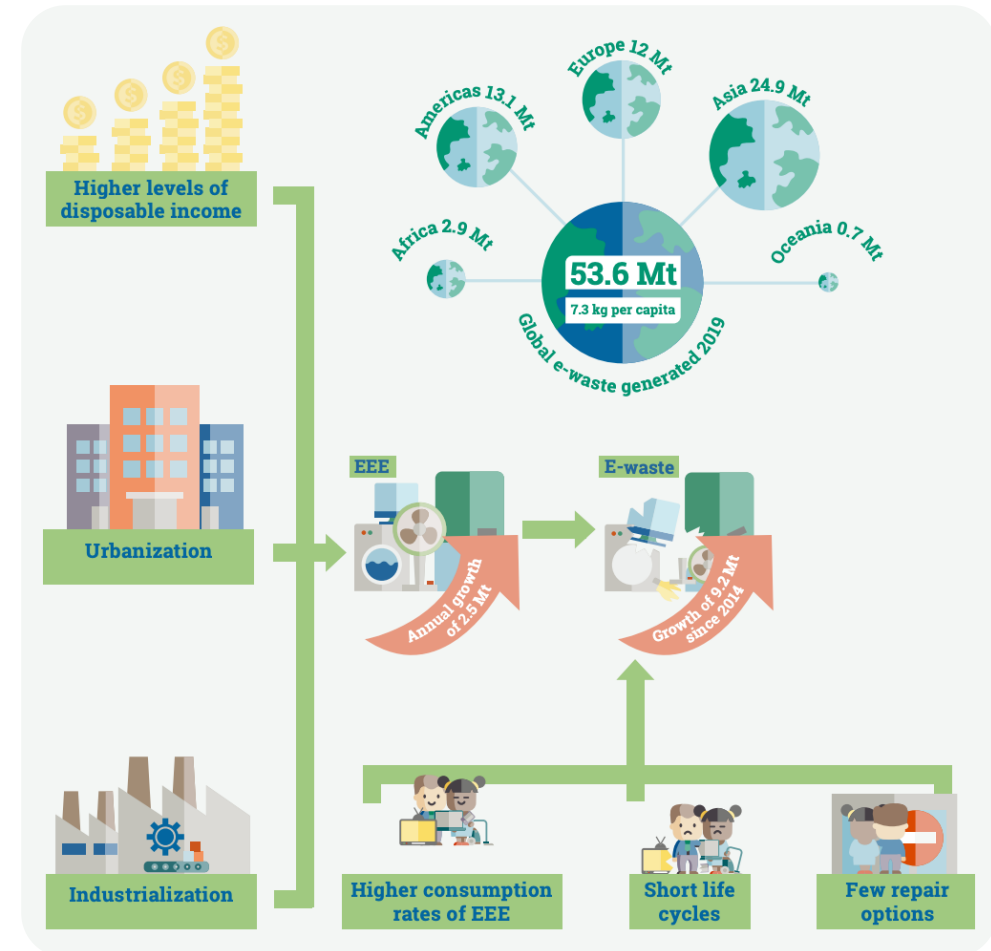 Higher levels of
disposable income
Africa 2.9 Mt
Americas 13.1 Mt
Europe 12 Mt
Asia 24.9 Mt
Oceania 0.7 Mt
53.6 Mt
7.3 kg per capita
Global e-waste generated 2019
Urbanization
EEE
Annual growth
of 2.5 Mt
E-waste
Growth of 9.2 Mt
since 2014
Industrialization
Higher consumption
rates of EEE
Short life
cycles
Few repair
options